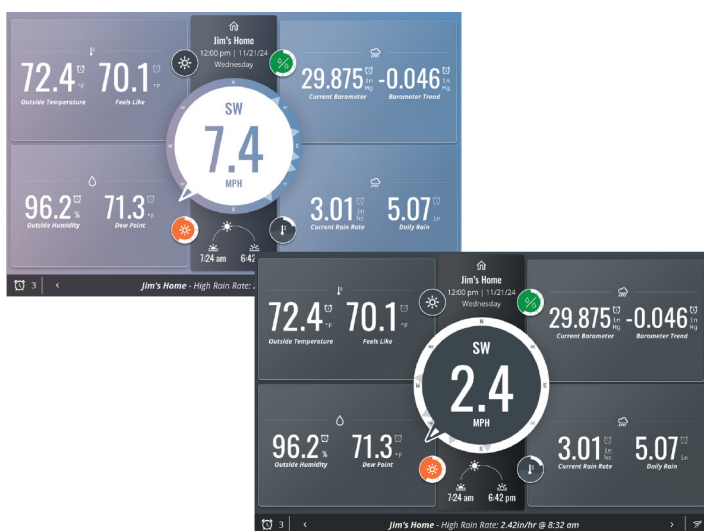 Jim's Home
12:00 pm | 11/21/24
Wednesday
72.4 °F 70.1 °F
Outside Temperature Feels Like
29.875 in Hg -0.046 in Hg
Current Barometer Barometer Trend
SW
7.4
MPH
96.2 % 71.3 °F
Outside Humidity Dew Point
3.01 in hr 5.07 in
Current Rain Rate Daily Rain
7:24 am 6:42
3 ‹ Jim's Home - High Rain Rate:
Jim's Home
12:00 pm | 11/21/24
Wednesday
72.4 °F 70.1 °F
Outside Temperature Feels Like
29.875 in Hg -0.046 in Hg
Current Barometer Barometer Trend
N
SW
2.4
MPH
W E
S
96.2 % 71.3 °F
Outside Humidity Dew Point
3.01 in hr 5.07 in
Current Rain Rate Daily Rain
7:24 am 6:42 pm
3 ‹ Jim's Home - High Rain Rate: 2.42in/hr @ 8:32 am ›